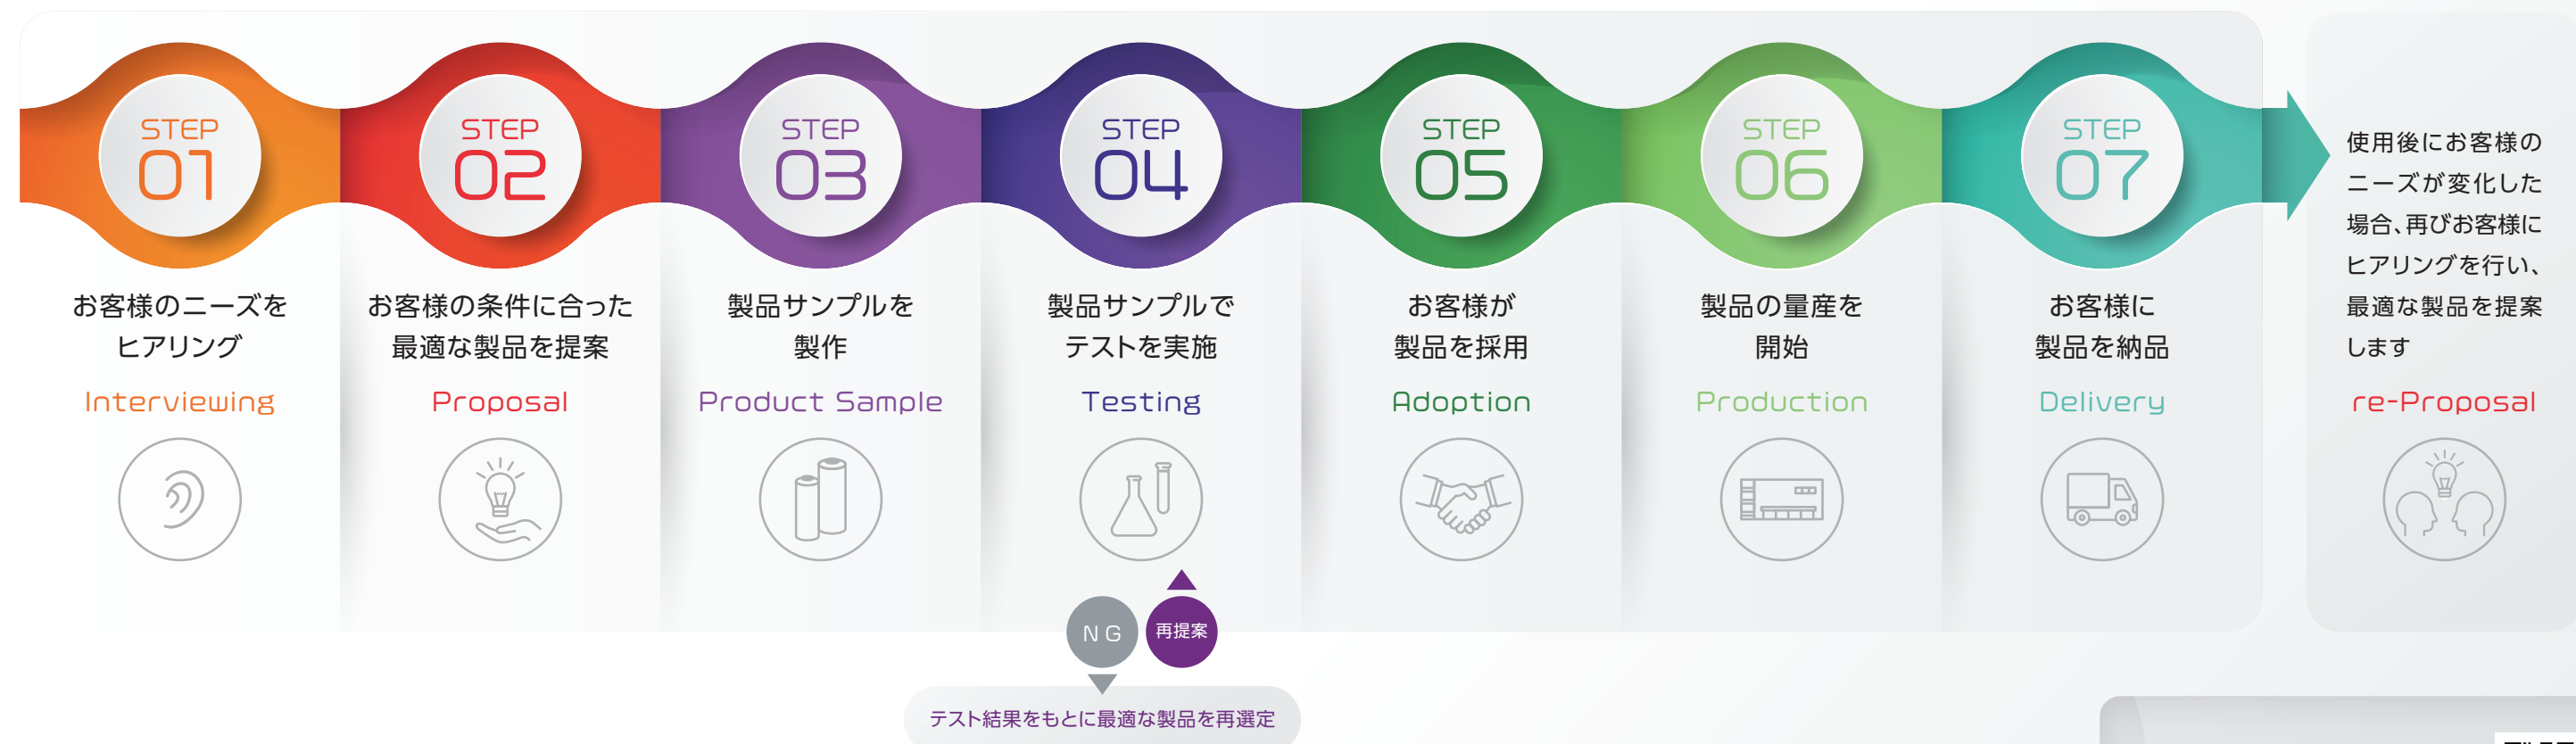 STEP
01
お客様のニーズを
ヒアリング
Interviewing
STEP
02
お客様の条件に合った
最適な製品を提案
Proposal
STEP
03
製品サンプルを
製作
Product Sample
STEP
04
製品サンプルで
テストを実施
Testing
NG
再提案
テスト結果をもとに最適な製品を再選定
STEP
05
お客様が
製品を採用
Adoption
STEP
06
製品の量産を
開始
Production
STEP
07
お客様に
製品を納品
Delivery
使用後にお客様の
ニーズが変化した
場合、再びお客様に
ヒアリングを行い、
最適な製品を提案
します
re-Proposal